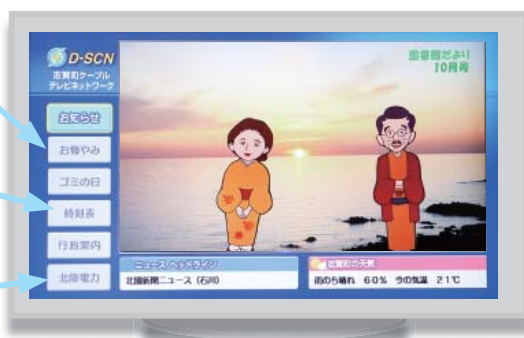 D-SCN
志賀町ケーブル
テレビネットワーク
お知らせ
お悔やみ
ゴミの日
時刻表
行政案内
北陸電力
図書館だより
10月号
ニュースヘッドライン
北國新聞ニュース（石川）
志賀町の天気
雨のち晴れ 60% 今の気温 21℃